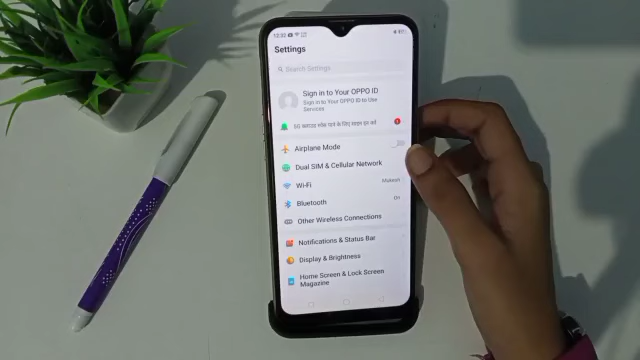 Settings
Search Settings
Sign in to Your OPPO ID
Sign in to Your OPPO ID to Use
Services
Airplane Mode
Dual SIM & Cellular Network
Wi-Fi
Bluetooth
On
Other Wireless Connections
Notifications & Status Bar
Display & Brightness
Home Screen & Lock Screen
Magazine